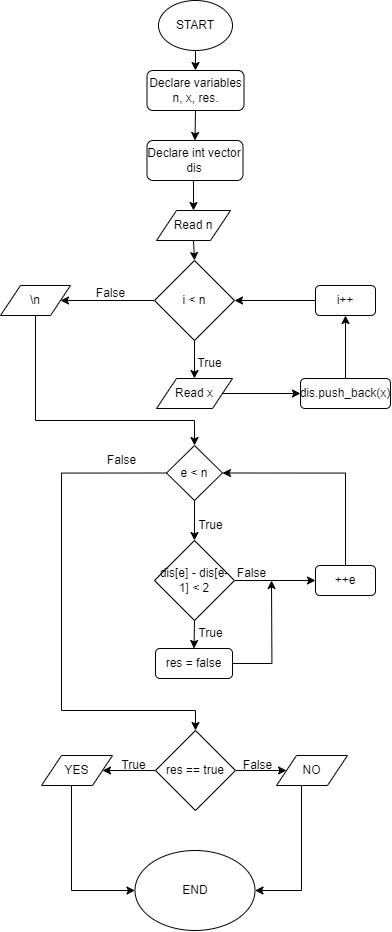 START
Declare variables
n, x, res.
Declare int vector
dis
Read n
i < n
i++
False
\n
True
Read x
dis.push_back(x)
False
e < n
True
dis[e] - dis[e-
1] < 2
False
++e
True
res = false
YES
True
res == true
False
NO
END